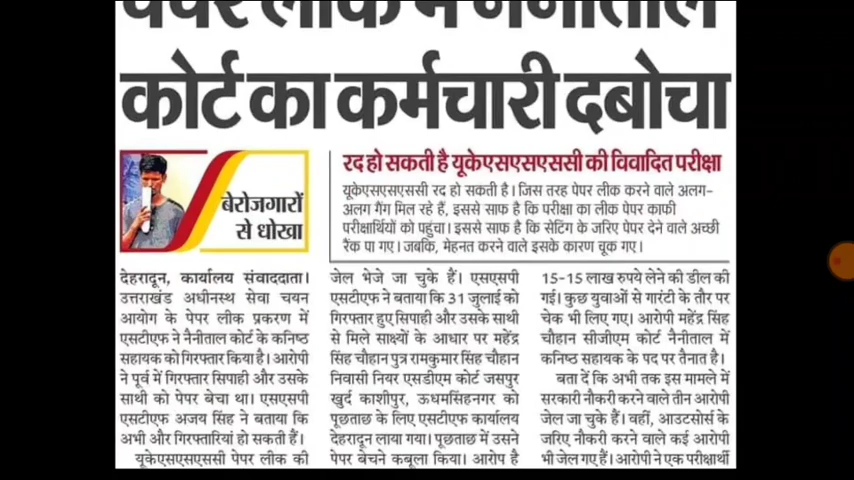 पेपर लीक में नैनीताल
कोर्ट का कर्मचारी दबोचा
बेरोजगारों
से धोखा
रद हो सकती है यूकेएसएसएससी की विवादित परीक्षा
यूकेएसएसएससी रद हो सकती है। जिस तरह पेपर लीक करने वाले अलग-
अलग गैंग मिल रहे हैं, इससे साफ है कि परीक्षा का लीक पेपर काफी
परीक्षार्थियों को पहुंचा। इससे साफ है कि सेटिंग के जरिए पेपर देने वाले अच्छी
रैंक पा गए। जबकि, मेहनत करने वाले इसके कारण चूक गए।
देहरादून, कार्यालय संवाददाता।
उत्तराखंड अधीनस्थ सेवा चयन
आयोग के पेपर लीक प्रकरण में
एसटीएफ ने नैनीताल कोर्ट के कनिष्ठ
सहायक को गिरफ्तार किया है। आरोपी
ने पूर्व में गिरफ्तार सिपाही और उसके
साथी को पेपर बेचा था। एसएसपी
एसटीएफ अजय सिंह ने बताया कि
अभी और गिरफ्तारियां हो सकती हैं।
यूकेएसएसएससी पेपर लीक की
जेल भेजे जा चुके हैं। एसएसपी
एसटीएफ ने बताया कि 31 जुलाई को
गिरफ्तार हुए सिपाही और उसके साथी
से मिले साक्ष्यों के आधार पर महेंद्र
सिंह चौहान पुत्र रामकुमार सिंह चौहान
निवासी नियर एसडीएम कोर्ट जसपुर
खुर्द काशीपुर, ऊधमसिंहनगर को
पूछताछ के लिए एसटीएफ कार्यालय
देहरादून लाया गया। पूछताछ में उसने
पेपर बेचने कबूला किया। आरोप है
15-15 लाख रुपये लेने की डील की
गई। कुछ युवाओं से गारंटी के तौर पर
चेक भी लिए गए। आरोपी महेंद्र सिंह
चौहान सीजीएम कोर्ट नैनीताल में
कनिष्ठ सहायक के पद पर तैनात है।
बता दें कि अभी तक इस मामले में
सरकारी नौकरी करने वाले तीन आरोपी
जेल जा चुके हैं। वहीं, आउटसोर्स के
जरिए नौकरी करने वाले कई आरोपी
भी जेल गए हैं। आरोपी ने एक परीक्षार्थी